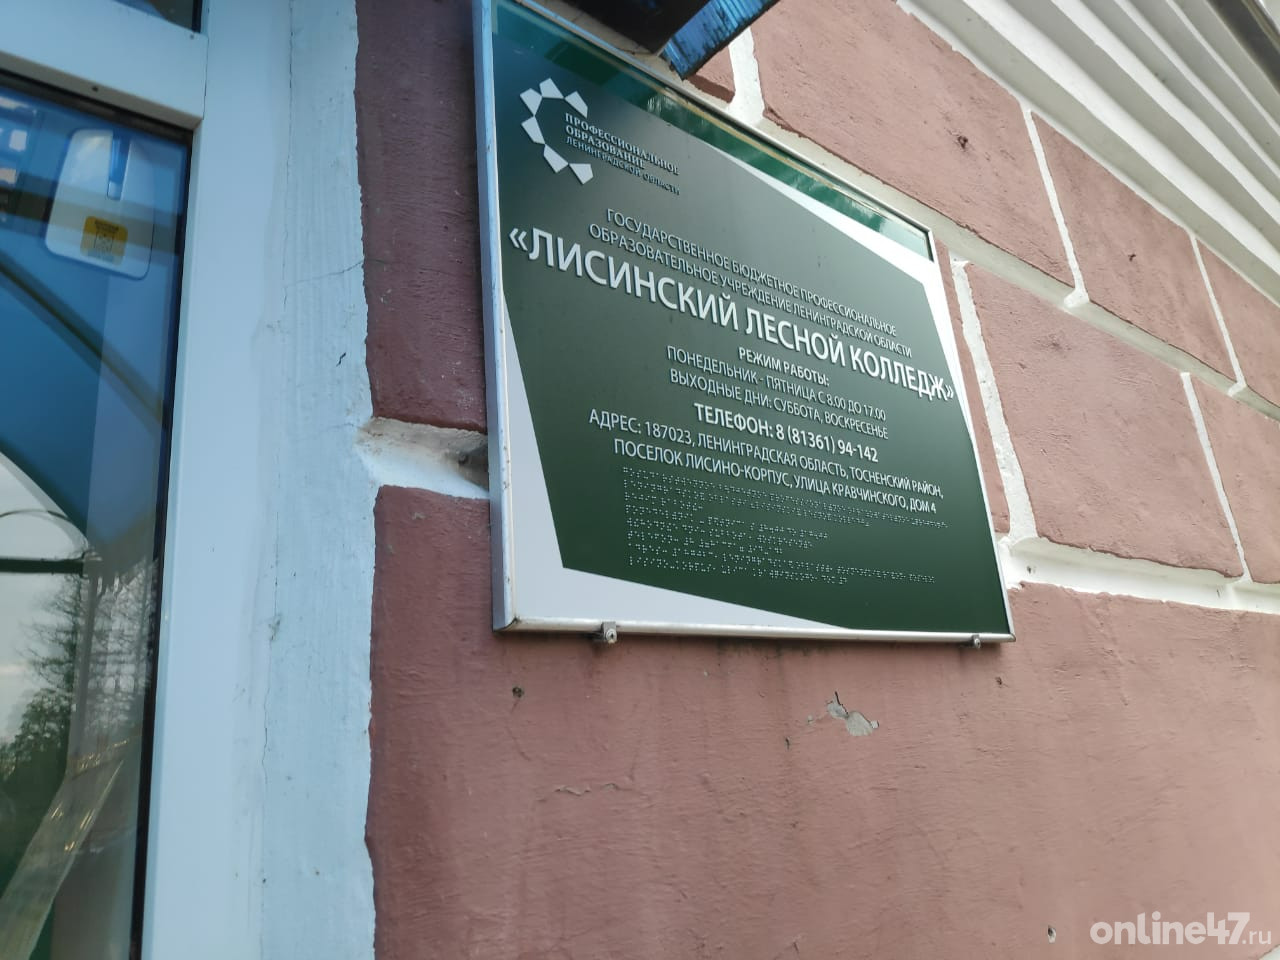 ПРОФЕССИОНАЛЬНОЕ
ОБРАЗОВАНИЕ
ЛЕНИНГРАДСКОЙ ОБЛАСТИ
ГОСУДАРСТВЕННОЕ БЮДЖЕТНОЕ ПРОФЕССИОНАЛЬНОЕ
ОБРАЗОВАТЕЛЬНОЕ УЧРЕЖДЕНИЕ ЛЕНИНГРАДСКОЙ ОБЛАСТИ
«ЛИСИНСКИЙ ЛЕСНОЙ КОЛЛЕДЖ»
РЕЖИМ РАБОТЫ:
ПОНЕДЕЛЬНИК - ПЯТНИЦА С 8.00 ДО 17.00
ВЫХОДНЫЕ ДНИ: СУББОТА, ВОСКРЕСЕНЬЕ
ТЕЛЕФОН: 8 (81361) 94-142
АДРЕС: 187023, ЛЕНИНГРАДСКАЯ ОБЛАСТЬ, ТОСНЕНСКИЙ РАЙОН,
ПОСЕЛОК ЛИСИНО-КОРПУС, УЛИЦА КРАВЧИНСКОГО, ДОМ 4
online47.ru